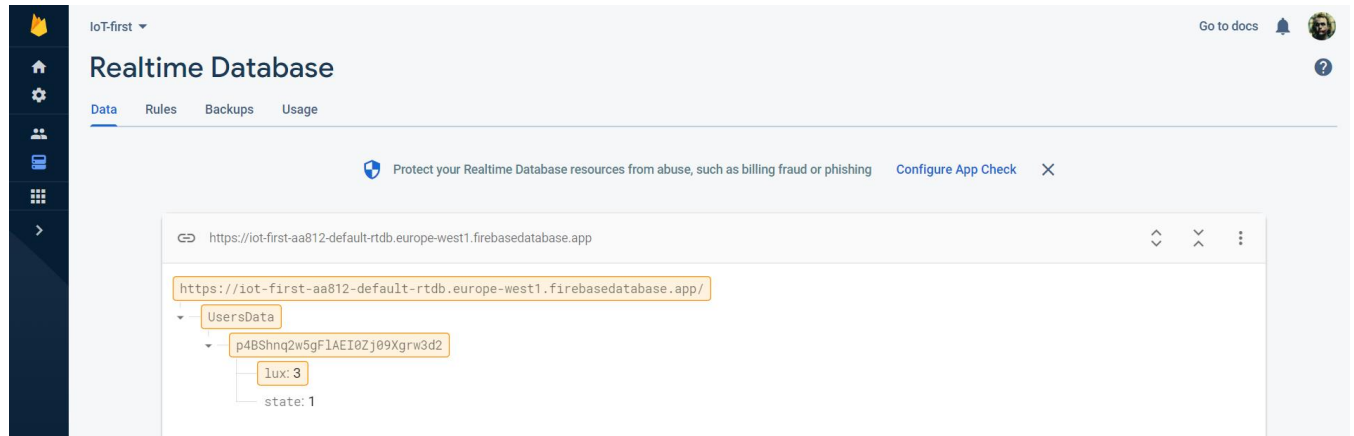 IoT-first
Go to docs
Realtime Database
Data Rules Backups Usage
Protect your Realtime Database resources from abuse, such as billing fraud or phishing Configure App Check
https://iot-first-aa812-default-rtdb.europe-west1.firebasedatabase.app
https://iot-first-aa812-default-rtdb.europe-west1.firebasedatabase.app/
UsersData
p4BShnq2w5gFlAEI0Zj09Xgrw3d2
lux: 3
state: 1